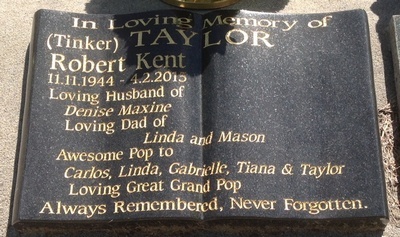 In Loving Memory of
(Tinker) TAYLOR
Robert Kent
11.11.1944 - 4.2.2015
Loving Husband of
Denise Maxine
Loving Dad of
Linda and Mason
Awesome Pop to
Carlos, Linda, Gabrielle, Tiana & Taylor
Loving Great Grand Pop
Always Remembered, Never Forgotten.